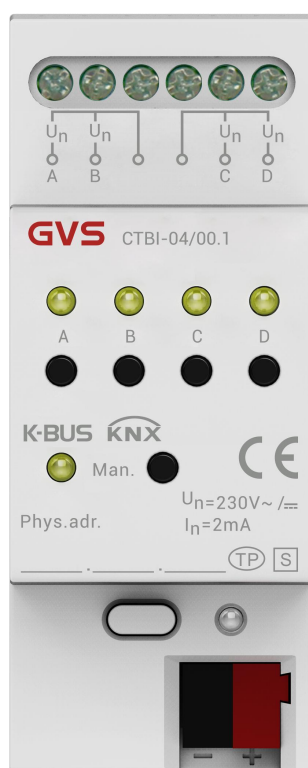 Un Un Un Un
A B C D
GVS CTBI-04/00.1
A B C D
K-BUS KNX
CE
Man.
Un=230V~/⎓
Phys.adr.
In=2mA
TP S
- +